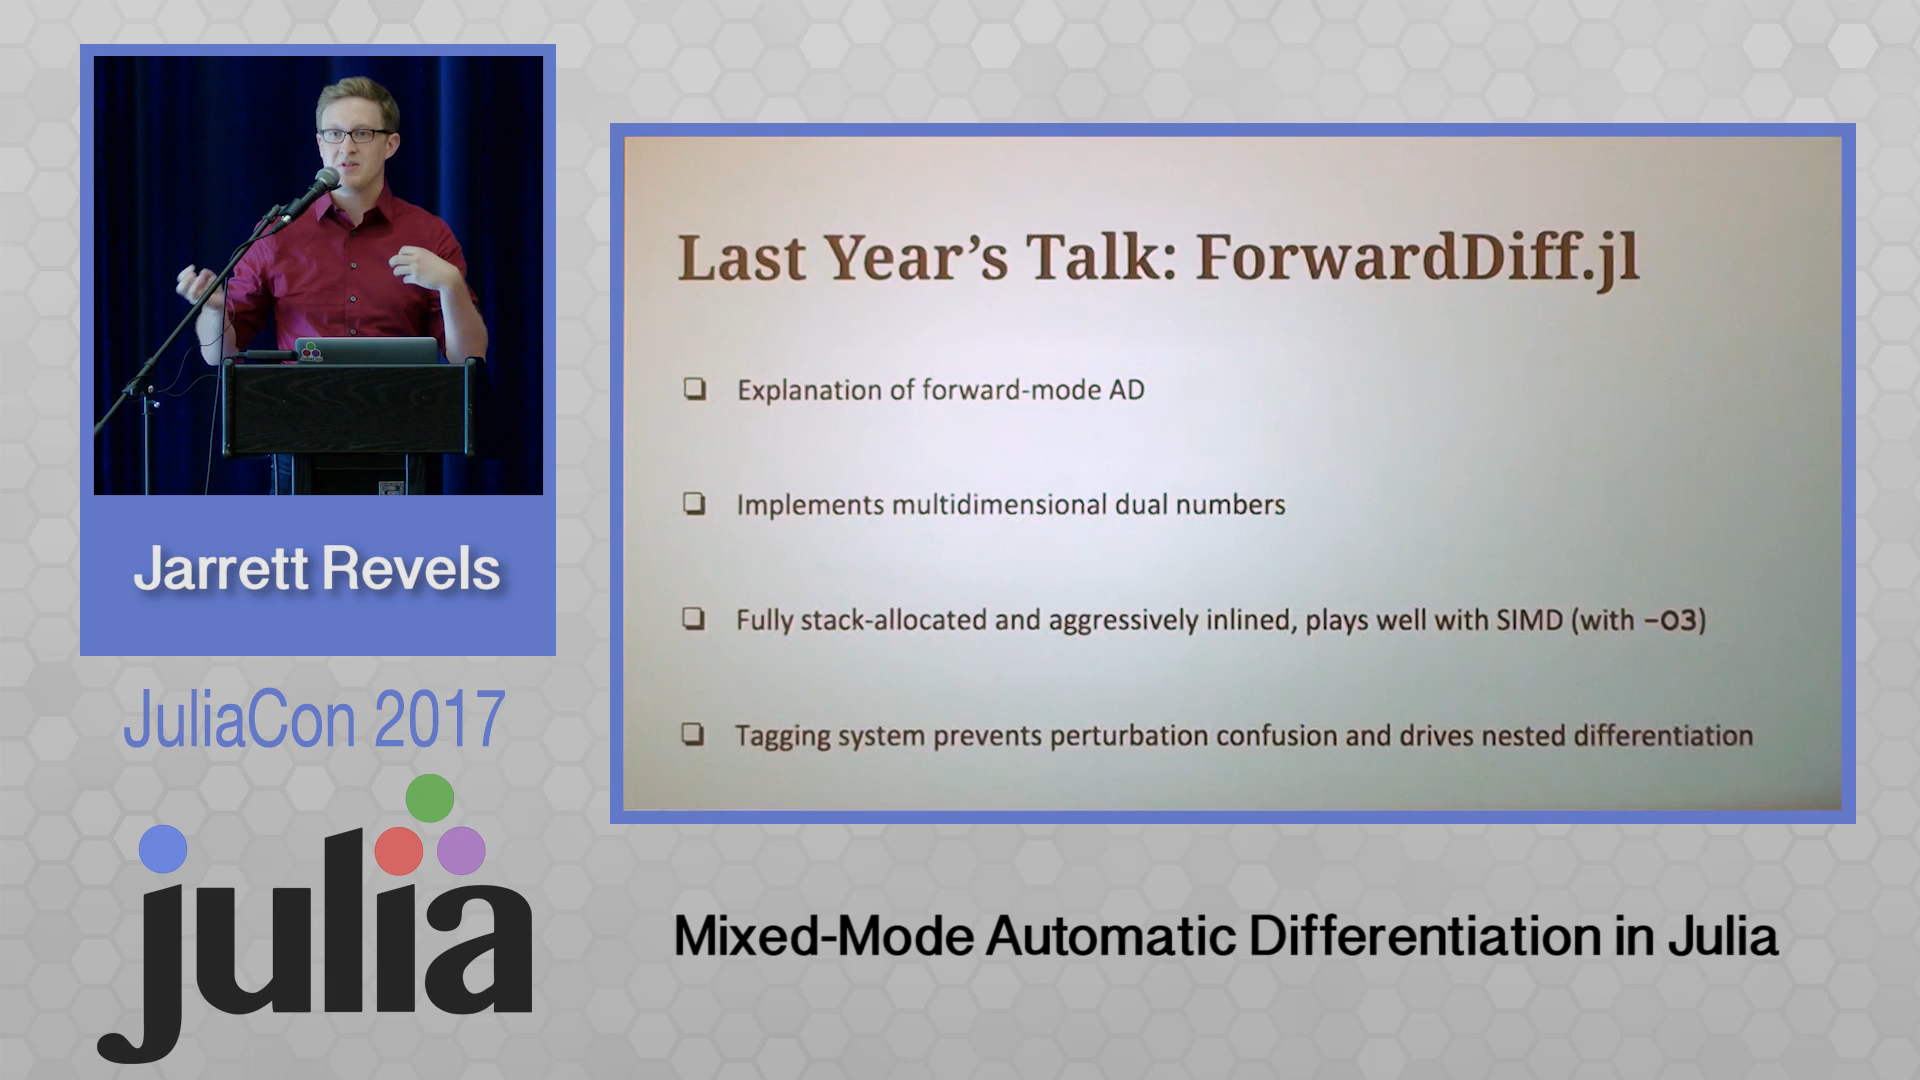 Jarrett Revels
JuliaCon 2017
julia
Last Year’s Talk: ForwardDiff.jl
❏ Explanation of forward-mode AD
❏ Implements multidimensional dual numbers
❏ Fully stack-allocated and aggressively inlined, plays well with SIMD (with −O3)
❏ Tagging system prevents perturbation confusion and drives nested differentiation
Mixed-Mode Automatic Differentiation in Julia